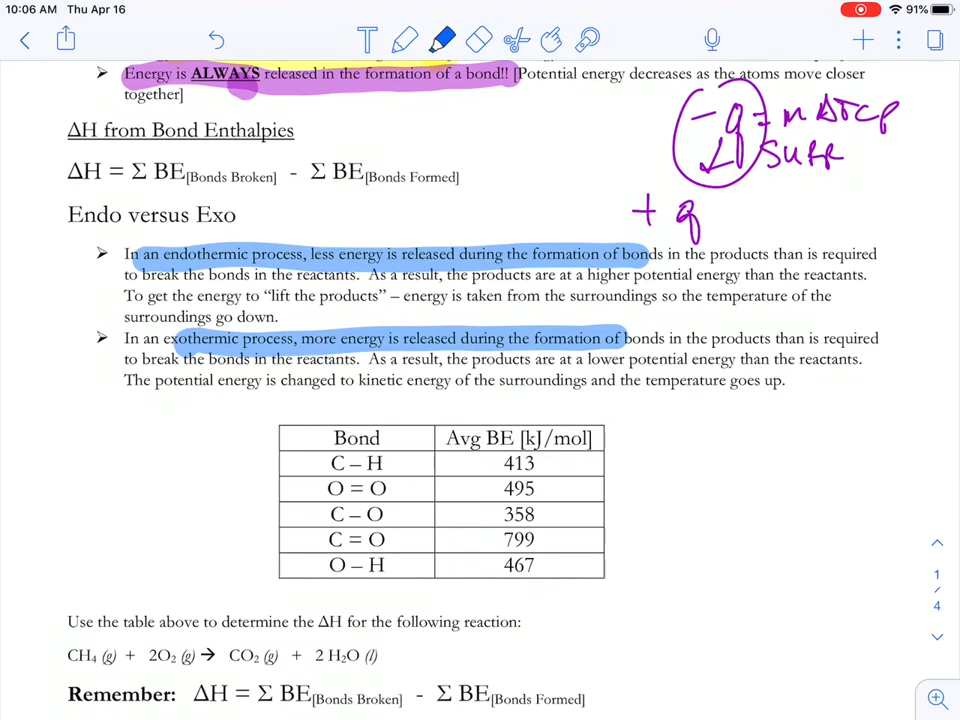 10:06 AM Thu Apr 16
91%
➤ Energy is ALWAYS released in the formation of a bond!! [Potential energy decreases as the atoms move closer
together]
- q = m ΔT Cp
SURR
+ q
ΔH from Bond Enthalpies
ΔH = Σ BE[Bonds Broken] - Σ BE[Bonds Formed]
Endo versus Exo
➤ In an endothermic process, less energy is released during the formation of bonds in the products than is required
to break the bonds in the reactants. As a result, the products are at a higher potential energy than the reactants.
To get the energy to “lift the products” – energy is taken from the surroundings so the temperature of the
surroundings go down.
➤ In an exothermic process, more energy is released during the formation of bonds in the products than is required
to break the bonds in the reactants. As a result, the products are at a lower potential energy than the reactants.
The potential energy is changed to kinetic energy of the surroundings and the temperature goes up.
Bond Avg BE [kJ/mol]
C – H 413
O = O 495
C – O 358
C = O 799
O – H 467
1
/
4
Use the table above to determine the ΔH for the following reaction:
CH₄ (g) + 2O₂ (g) → CO₂ (g) + 2 H₂O (l)
Remember: ΔH = Σ BE[Bonds Broken] - Σ BE[Bonds Formed]